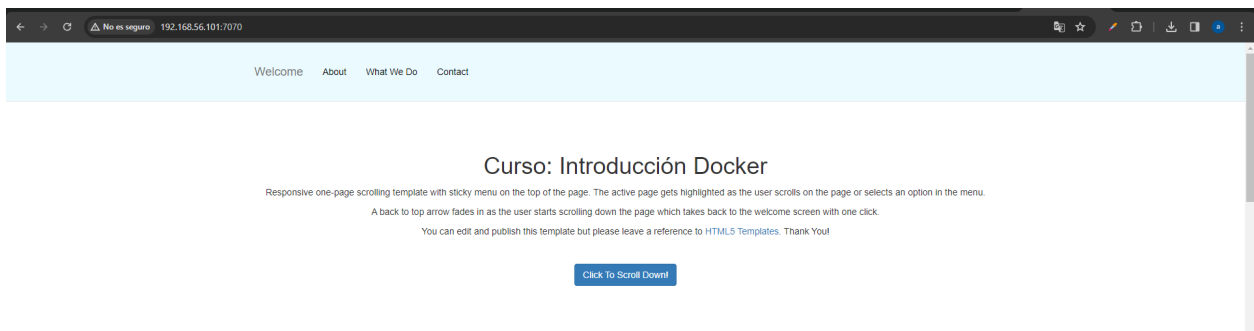 No es seguro 192.168.56.101:7070
a
Welcome About What We Do Contact
Curso: Introducción Docker
Responsive one-page scrolling template with sticky menu on the top of the page. The active page gets highlighted as the user scrolls on the page or selects an option in the menu.
A back to top arrow fades in as the user starts scrolling down the page which takes back to the welcome screen with one click.
You can edit and publish this template but please leave a reference to HTML5 Templates. Thank You!
Click To Scroll Down!